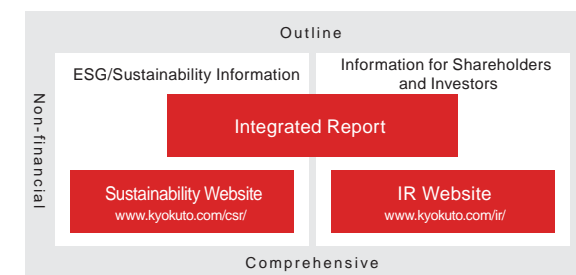 Outline
ESG/Sustainability Information
Information for Shareholders
and Investors
Non-financial
Integrated Report
Sustainability Website
www.kyokuto.com/csr/
IR Website
www.kyokuto.com/ir/
Comprehensive